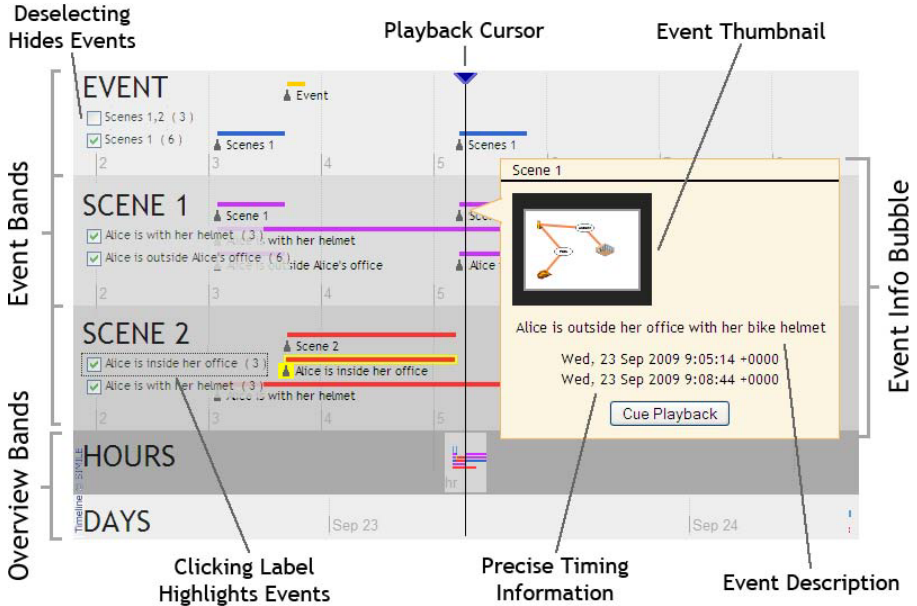 Deselecting
Hides Events
Playback Cursor
Event Thumbnail
Event Bands
Overview Bands
Event Info Bubble
EVENT
Scenes 1,2 ( 3 )
Scenes 1 ( 6 )
Event
Scenes 1
Scenes 1
2
3
4
5
SCENE 1
Alice is with her helmet ( 3 )
Alice is outside Alice's office ( 6 )
Scene 1
with her helmet
side Alice's office
Alice
2
3
4
5
SCENE 2
Alice is inside her office ( 3 )
Alice is with her helmet ( 3 )
Scene 2
Alice is inside her office
Alice is with her helmet
2
3
4
5
Scene 1
Alice is outside her office with her bike helmet
Wed, 23 Sep 2009 9:05:14 +0000
Wed, 23 Sep 2009 9:08:44 +0000
Cue Playback
HOURS
hr
Timeline © SIMILE
DAYS
Sep 23
Sep 24
Clicking Label
Highlights Events
Precise Timing
Information
Event Description